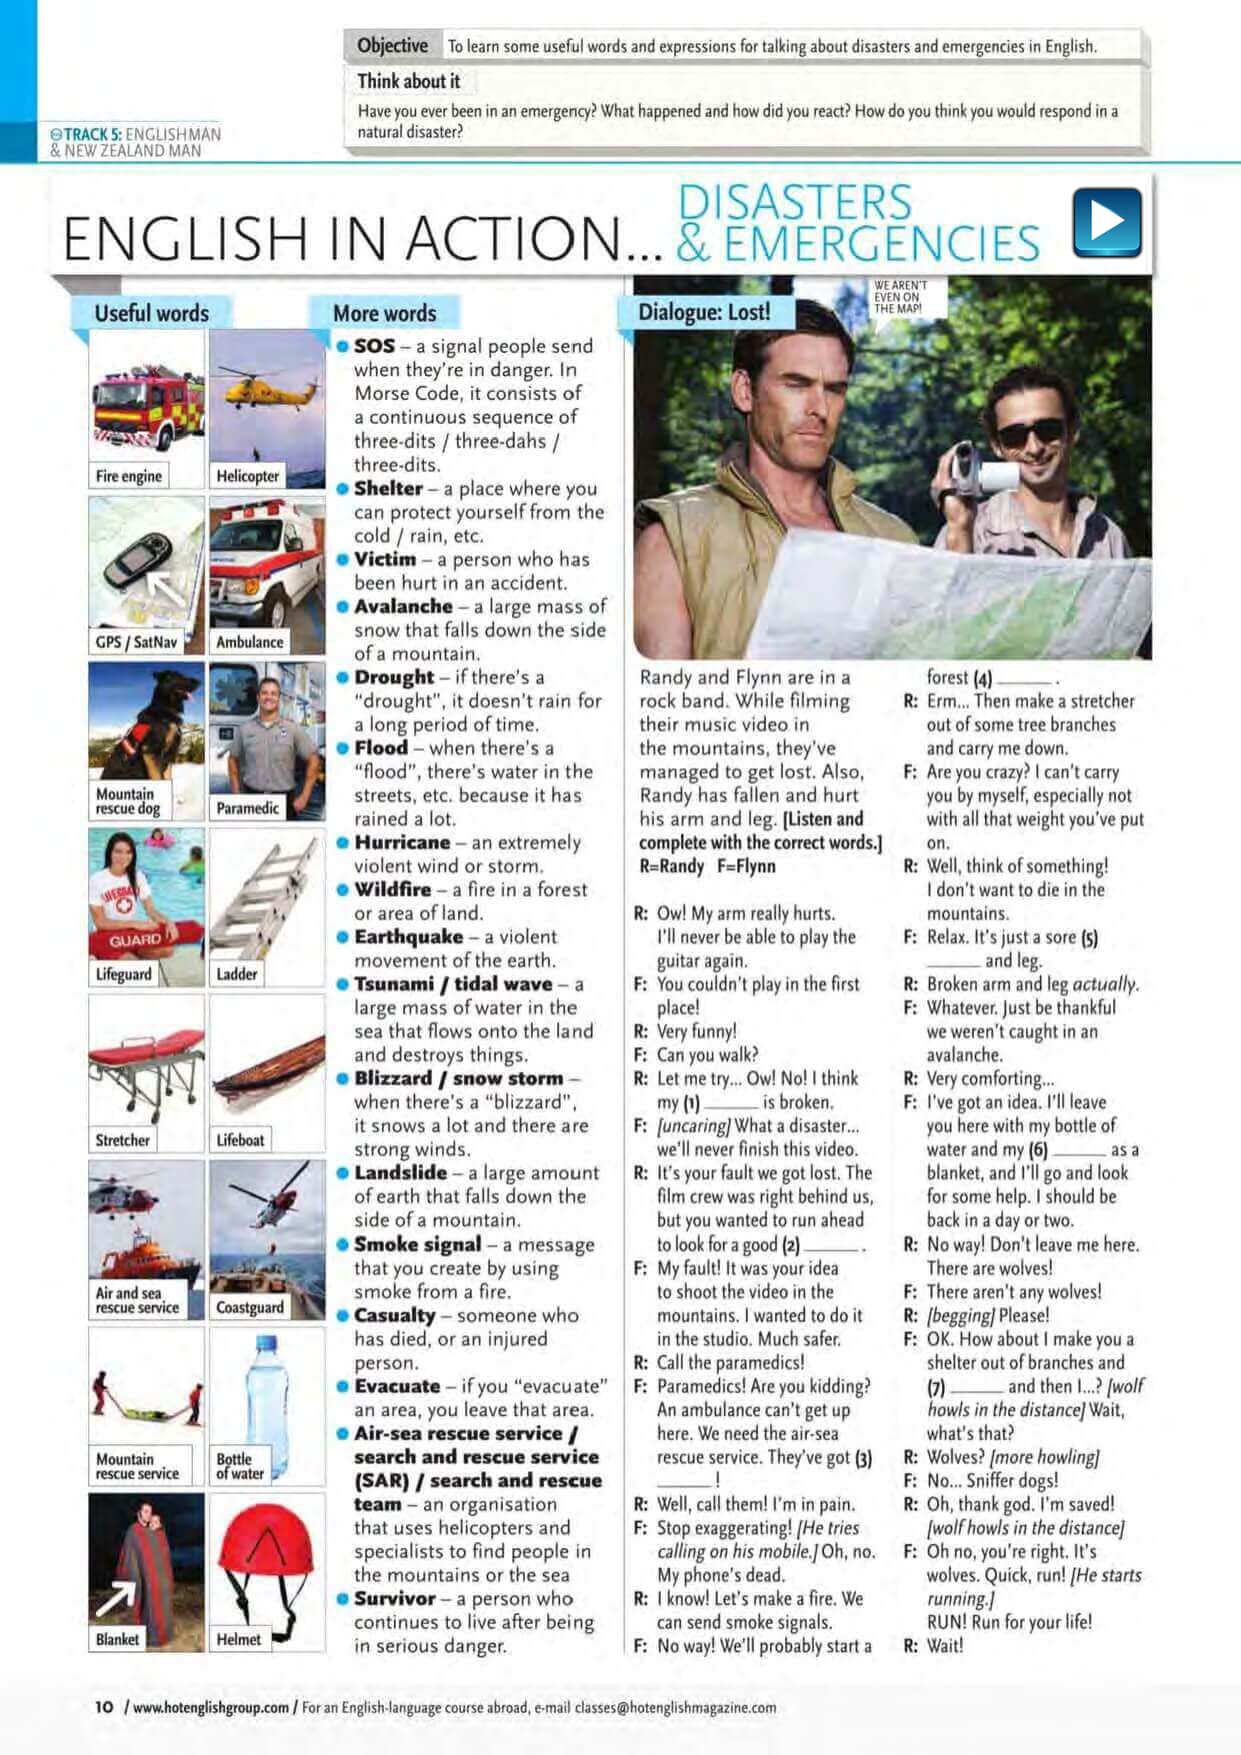 Objective To learn some useful words and expressions for talking about disasters and emergencies in English.
Think about it
Have you ever been in an emergency? What happened and how did you react? How do you think you would respond in a
natural disaster?
TRACK 5: ENGLISHMAN
& NEW ZEALAND MAN
ENGLISH IN ACTION... DISASTERS
& EMERGENCIES
Useful words
Fire engine
Helicopter
GPS / SatNav
Ambulance
Mountain
rescue dog
Paramedic
LIFEGUARD
GUARD
Lifeguard
Ladder
Stretcher
Lifeboat
Air and sea
rescue service
Coastguard
Mountain
rescue service
Bottle
of water
Blanket
Helmet
More words
SOS – a signal people send
when they're in danger. In
Morse Code, it consists of
a continuous sequence of
three-dits / three-dahs /
three-dits.
Shelter – a place where you
can protect yourself from the
cold / rain, etc.
Victim – a person who has
been hurt in an accident.
Avalanche – a large mass of
snow that falls down the side
of a mountain.
Drought – if there's a
"drought", it doesn't rain for
a long period of time.
Flood – when there's a
"flood", there's water in the
streets, etc. because it has
rained a lot.
Hurricane – an extremely
violent wind or storm.
Wildfire – a fire in a forest
or area of land.
Earthquake – a violent
movement of the earth.
Tsunami / tidal wave – a
large mass of water in the
sea that flows onto the land
and destroys things.
Blizzard / snow storm –
when there's a "blizzard",
it snows a lot and there are
strong winds.
Landslide – a large amount
of earth that falls down the
side of a mountain.
Smoke signal – a message
that you create by using
smoke from a fire.
Casualty – someone who
has died, or an injured
person.
Evacuate – if you "evacuate"
an area, you leave that area.
Air-sea rescue service /
search and rescue service
(SAR) / search and rescue
team – an organisation
that uses helicopters and
specialists to find people in
the mountains or the sea
Survivor – a person who
continues to live after being
in serious danger.
Dialogue: Lost!
WE AREN'T
EVEN ON
THE MAP!
Randy and Flynn are in a
rock band. While filming
their music video in
the mountains, they've
managed to get lost. Also,
Randy has fallen and hurt
his arm and leg. [Listen and
complete with the correct words.]
R=Randy F=Flynn
R: Ow! My arm really hurts.
I'll never be able to play the
guitar again.
F: You couldn't play in the first
place!
R: Very funny!
F: Can you walk?
R: Let me try... Ow! No! I think
my (1) ______ is broken.
F: [uncaring] What a disaster...
we'll never finish this video.
R: It's your fault we got lost. The
film crew was right behind us,
but you wanted to run ahead
to look for a good (2) ______ .
F: My fault! It was your idea
to shoot the video in the
mountains. I wanted to do it
in the studio. Much safer.
R: Call the paramedics!
F: Paramedics! Are you kidding?
An ambulance can't get up
here. We need the air-sea
rescue service. They've got (3)
______ !
R: Well, call them! I'm in pain.
F: Stop exaggerating! [He tries
calling on his mobile.] Oh, no.
My phone's dead.
R: I know! Let's make a fire. We
can send smoke signals.
F: No way! We'll probably start a
forest (4) ______ .
R: Erm... Then make a stretcher
out of some tree branches
and carry me down.
F: Are you crazy? I can't carry
you by myself, especially not
with all that weight you've put
on.
R: Well, think of something!
I don't want to die in the
mountains.
F: Relax. It's just a sore (5)
______ and leg.
R: Broken arm and leg actually.
F: Whatever. Just be thankful
we weren't caught in an
avalanche.
R: Very comforting...
F: I've got an idea. I'll leave
you here with my bottle of
water and my (6) ______ as a
blanket, and I'll go and look
for some help. I should be
back in a day or two.
R: No way! Don't leave me here.
There are wolves!
F: There aren't any wolves!
R: [begging] Please!
F: OK. How about I make you a
shelter out of branches and
(7) ______ and then I...? [wolf
howls in the distance] Wait,
what's that?
R: Wolves? [more howling]
F: No... Sniffer dogs!
R: Oh, thank god. I'm saved!
[wolf howls in the distance]
F: Oh no, you're right. It's
wolves. Quick, run! [He starts
running.]
RUN! Run for your life!
R: Wait!
10 / www.hotenglishgroup.com / For an English-language course abroad, e-mail classes@hotenglishmagazine.com